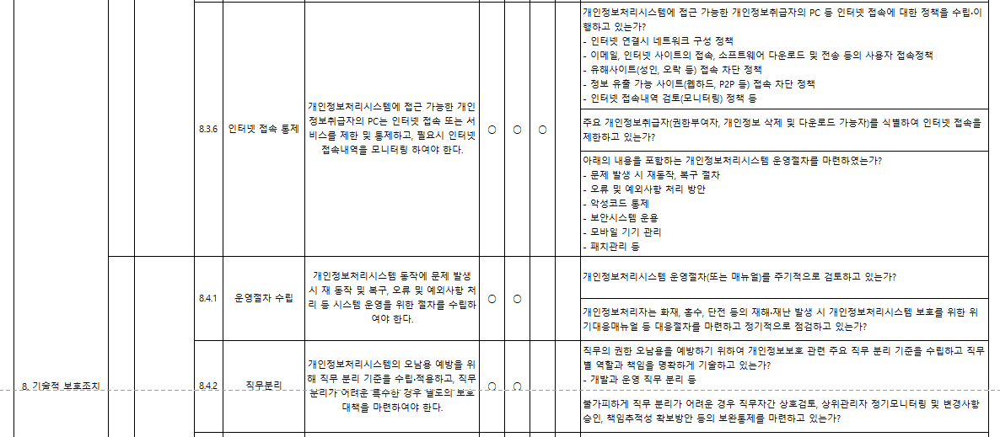 개인정보처리시스템에 접근 가능한 개인정보취급자의 PC 등 인터넷 접속에 대한 정책을 수립·이
행하고 있는가?
- 인터넷 연결시 네트워크 구성 정책
- 이메일, 인터넷 사이트의 접속, 소프트웨어 다운로드 및 전송 등의 사용자 접속정책
- 유해사이트(성인, 오락 등) 접속 차단 정책
- 정보 유출 가능 사이트(웹하드, P2P 등) 접속 차단 정책
- 인터넷 접속내역 검토(모니터링) 정책 등
8.3.6
인터넷 접속 통제
개인정보처리시스템에 접근 가능한 개인
정보취급자의 PC는 인터넷 접속 또는 서
비스를 제한 및 통제하고, 필요시 인터넷
접속내역을 모니터링 하여야 한다.
○ ○ ○
주요 개인정보취급자(권한부여자, 개인정보 삭제 및 다운로드 가능자)를 식별하여 인터넷 접속을
제한하고 있는가?
아래의 내용을 포함하는 개인정보처리시스템 운영절차를 마련하였는가?
- 문제 발생 시 재동작, 복구 절차
- 오류 및 예외사항 처리 방안
- 악성코드 통제
- 보안시스템 운용
- 모바일 기기 관리
- 패치관리 등
8.4.1
운영절차 수립
개인정보처리시스템 동작에 문제 발생
시 재 동작 및 복구, 오류 및 예외사항 처
리 등 시스템 운영을 위한 절차를 수립하
여야 한다.
○ ○
개인정보처리시스템 운영절차(또는 매뉴얼)를 주기적으로 검토하고 있는가?
개인정보처리자는 화재, 홍수, 단전 등의 재해·재난 발생 시 개인정보처리시스템 보호를 위한 위
기대응매뉴얼 등 대응절차를 마련하고 정기적으로 점검하고 있는가?
8. 기술적 보호조치
8.4.2
직무분리
개인정보처리시스템의 오남용 예방을 위
해 직무 분리 기준을 수립·적용하고, 직무
분리가 어려운 특수한 경우 별도의 보호
대책을 마련하여야 한다.
○ ○
직무의 권한 오남용을 예방하기 위하여 개인정보보호 관련 주요 직무 분리 기준을 수립하고 직무
별 역할과 책임을 명확하게 기술하고 있는가?
- 개발과 운영 직무 분리 등
불가피하게 직무 분리가 어려운 경우 직무자간 상호검토, 상위관리자 정기모니터링 및 변경사항
승인, 책임추적성 확보방안 등의 보완통제를 마련하고 있는가?